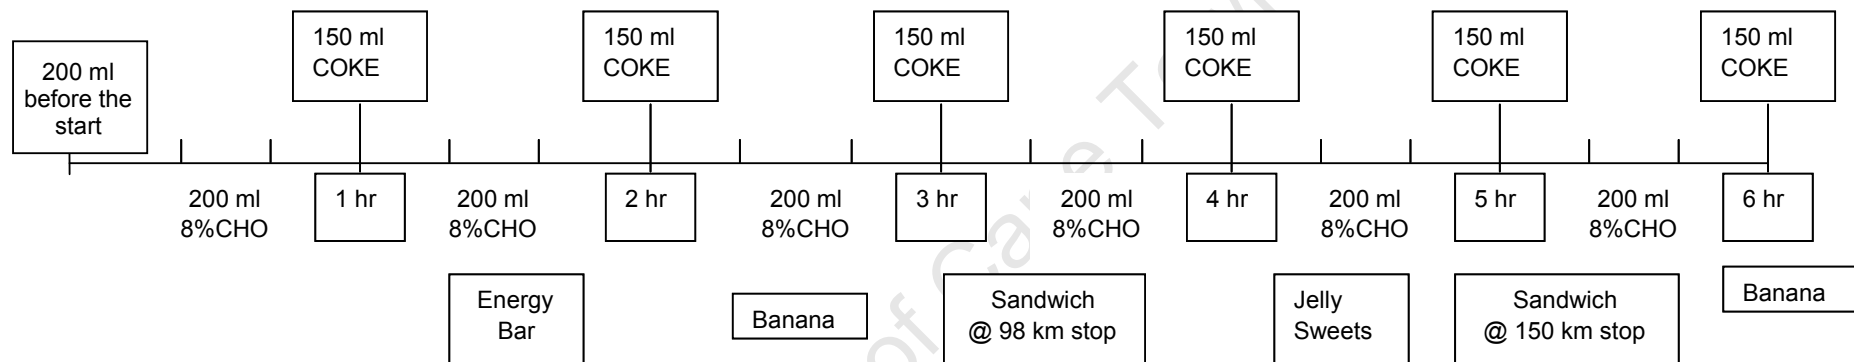 200 ml
before the
start
150 ml
COKE
150 ml
COKE
150 ml
COKE
150 ml
COKE
150 ml
COKE
150 ml
COKE
200 ml
8%CHO
1 hr
200 ml
8%CHO
2 hr
200 ml
8%CHO
3 hr
200 ml
8%CHO
4 hr
200 ml
8%CHO
5 hr
200 ml
8%CHO
6 hr
Energy
Bar
Banana
Sandwich
@ 98 km stop
Jelly
Sweets
Sandwich
@ 150 km stop
Banana